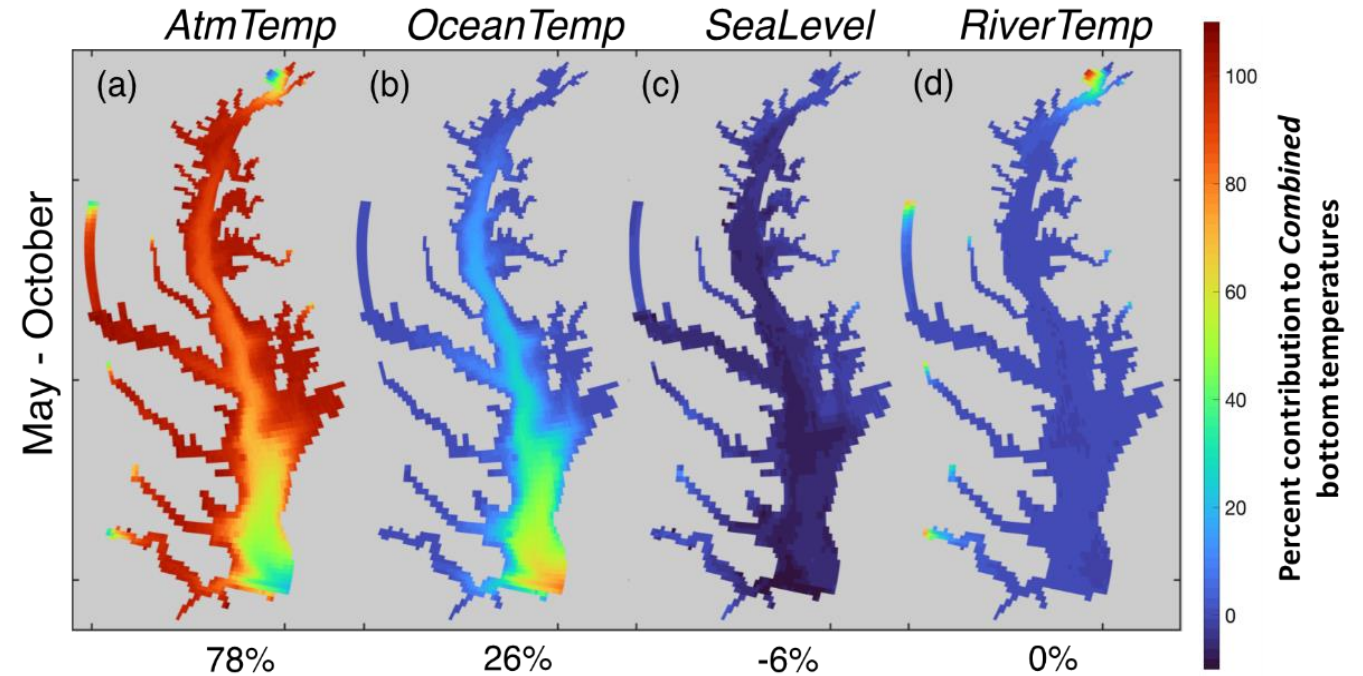 AtmTemp OceanTemp SeaLevel RiverTemp
(a) (b) (c) (d)
May - October
78% 26% -6% 0%
100
80
60
40
20
0
Percent contribution to Combined
bottom temperatures